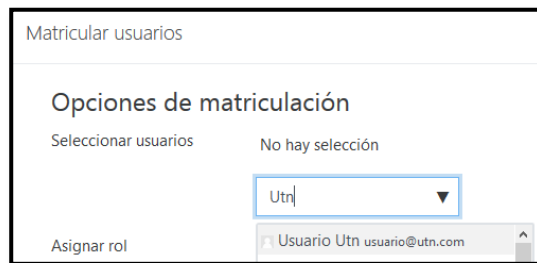 Matricular usuarios
Opciones de matriculación
Seleccionar usuarios
No hay selección
Utn
Asignar rol
Usuario Utn usuario@utn.com